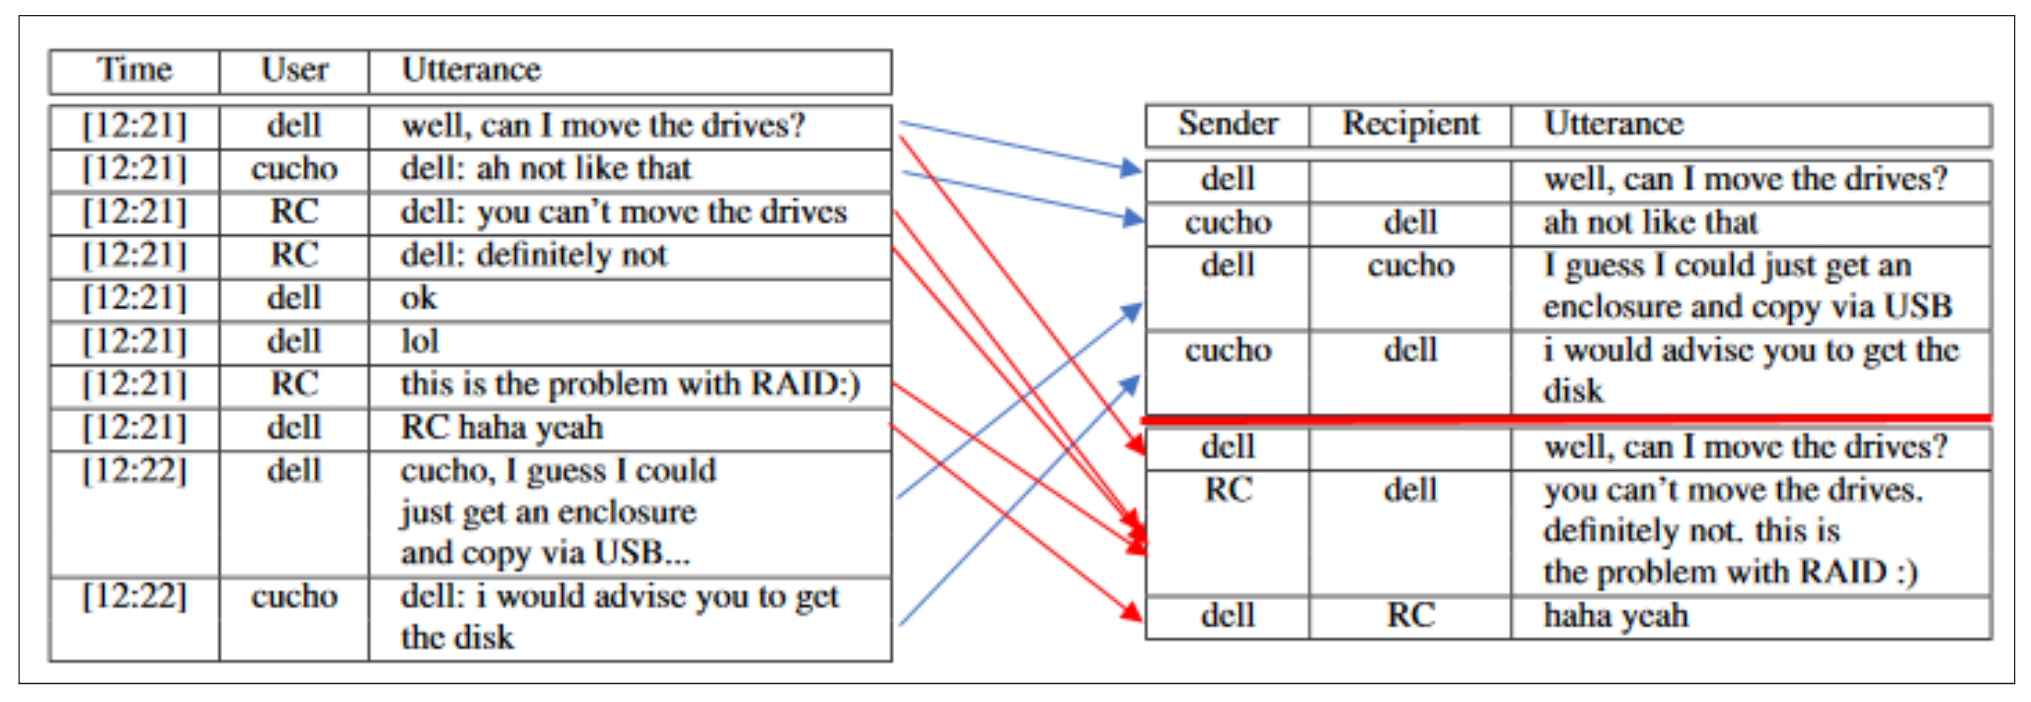 Time User Utterance
[12:21] dell well, can I move the drives?
[12:21] cucho dell: ah not like that
[12:21] RC dell: you can't move the drives
[12:21] RC dell: definitely not
[12:21] dell ok
[12:21] dell lol
[12:21] RC this is the problem with RAID:)
[12:21] dell RC haha yeah
[12:22] dell cucho, I guess I could
just get an enclosure
and copy via USB...
[12:22] cucho dell: i would advise you to get
the disk
Sender Recipient Utterance
dell well, can I move the drives?
cucho dell ah not like that
dell cucho I guess I could just get an
enclosure and copy via USB
cucho dell i would advise you to get the
disk
dell well, can I move the drives?
RC dell you can't move the drives.
definitely not. this is
the problem with RAID :)
dell RC haha yeah